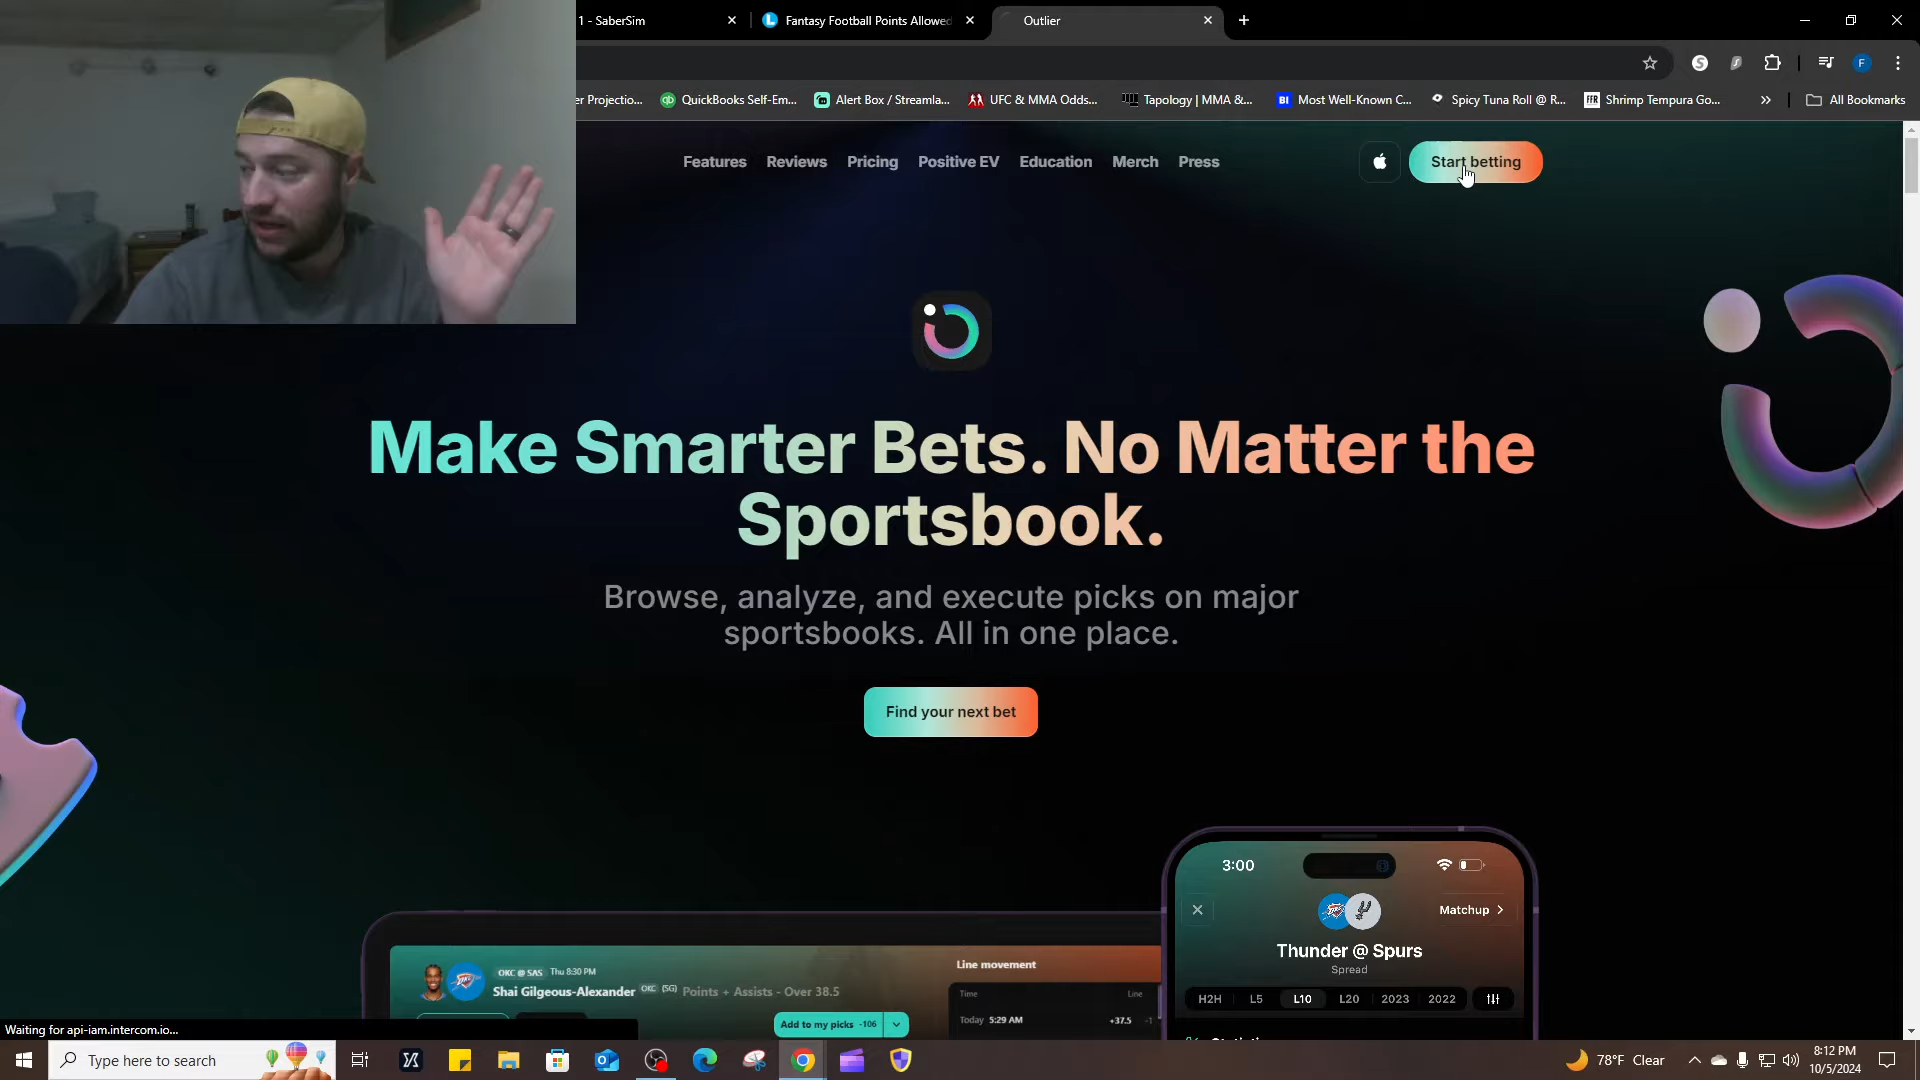 1 - SaberSim
Fantasy Football Points Allowed
Outlier
er Projectio...
QuickBooks Self-Em...
Alert Box / Streamla...
UFC & MMA Odds...
Tapology | MMA &...
BI
Most Well-Known C...
Spicy Tuna Roll @ R...
FFR
Shrimp Tempura Go...
All Bookmarks
Features
Reviews
Pricing
Positive EV
Education
Merch
Press
Start betting
Make Smarter Bets. No Matter the
Sportsbook.
Browse, analyze, and execute picks on major
sportsbooks. All in one place.
Find your next bet
3:00
Matchup
Thunder @ Spurs
Spread
H2H L5 L10 L20 2023 2022
OKC @ SAS Thu 8:30 PM
Shai Gilgeous-Alexander OKC (SG) Points + Assists - Over 38.5
Add to my picks -106
Line movement
Time Line
Today 5:29 AM +37.5
Waiting for api-iam.intercom.io...
Type here to search
78°F Clear
8:12 PM
10/5/2024